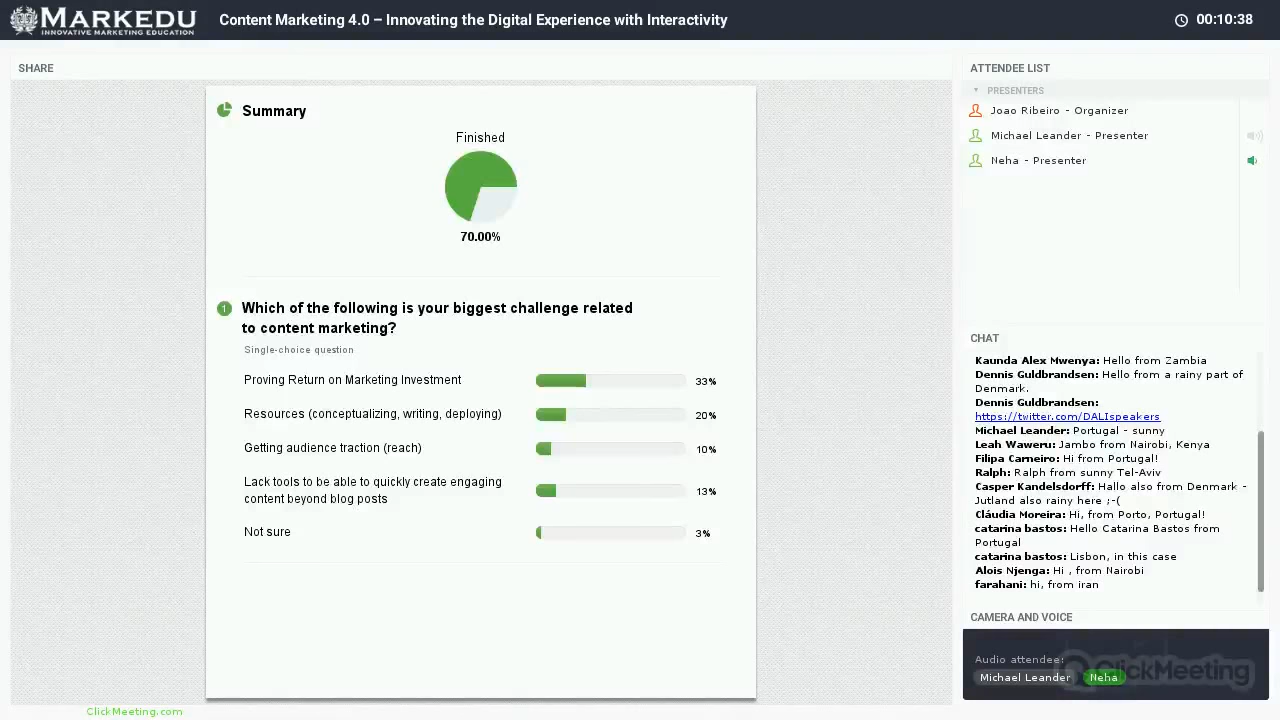 MARKEDU
INNOVATIVE MARKETING EDUCATION
Content Marketing 4.0 – Innovating the Digital Experience with Interactivity
00:10:38
SHARE
Summary
Finished
70.00%
1
Which of the following is your biggest challenge related
to content marketing?
Single-choice question
Proving Return on Marketing Investment
33%
Resources (conceptualizing, writing, deploying)
20%
Getting audience traction (reach)
10%
Lack tools to be able to quickly create engaging
content beyond blog posts
13%
Not sure
3%
ClickMeeting.com
ATTENDEE LIST
PRESENTERS
Joao Ribeiro - Organizer
Michael Leander - Presenter
Neha - Presenter
CHAT
Kaunda Alex Mwenya: Hello from Zambia
Dennis Guldbrandsen: Hello from a rainy part of
Denmark.
Dennis Guldbrandsen:
https://twitter.com/DALIspeakers
Michael Leander: Portugal - sunny
Leah Waweru: Jambo from Nairobi, Kenya
Filipa Carneiro: Hi from Portugal!
Ralph: Ralph from sunny Tel-Aviv
Casper Kandelsdorff: Hallo also from Denmark -
Jutland also rainy here ;-(
Cláudia Moreira: Hi, from Porto, Portugal!
catarina bastos: Hello Catarina Bastos from
Portugal
catarina bastos: Lisbon, in this case
Alois Njenga: Hi , from Nairobi
farahani: hi, from iran
CAMERA AND VOICE
Audio attendee:
Michael Leander
Neha
ClickMeeting